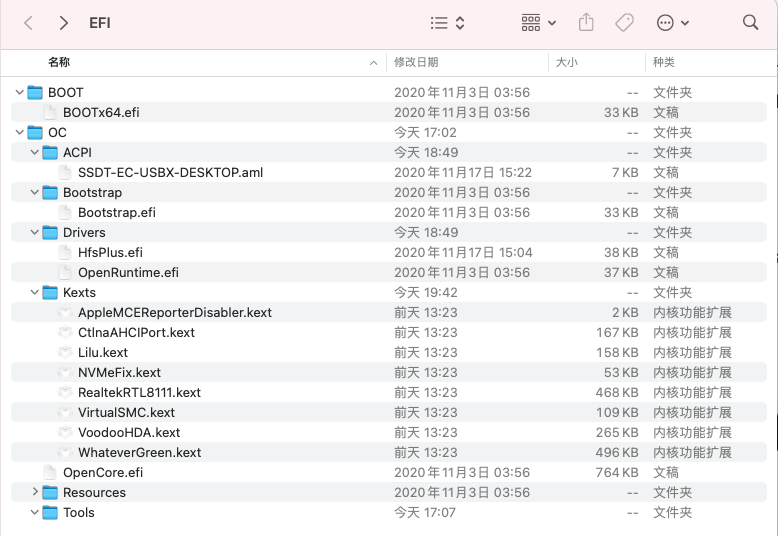 EFI
名称 修改日期 大小 种类
BOOT 2020年11月3日 03:56 -- 文件夹
BOOTx64.efi 2020年11月3日 03:56 33 KB 文稿
OC 今天 17:02 -- 文件夹
ACPI 今天 18:49 -- 文件夹
SSDT-EC-USBX-DESKTOP.aml 2020年11月17日 15:22 7 KB 文稿
Bootstrap 2020年11月3日 03:56 -- 文件夹
Bootstrap.efi 2020年11月3日 03:56 33 KB 文稿
Drivers 今天 18:49 -- 文件夹
HfsPlus.efi 2020年11月17日 15:04 38 KB 文稿
OpenRuntime.efi 2020年11月3日 03:56 37 KB 文稿
Kexts 今天 19:42 -- 文件夹
AppleMCEReporterDisabler.kext 前天 13:23 2 KB 内核功能扩展
CtlnaAHCIPort.kext 前天 13:23 167 KB 内核功能扩展
Lilu.kext 前天 13:23 158 KB 内核功能扩展
NVMeFix.kext 前天 13:23 53 KB 内核功能扩展
RealtekRTL8111.kext 前天 13:23 468 KB 内核功能扩展
VirtualSMC.kext 前天 13:23 109 KB 内核功能扩展
VoodooHDA.kext 前天 13:23 265 KB 内核功能扩展
WhateverGreen.kext 前天 13:23 496 KB 内核功能扩展
OpenCore.efi 2020年11月3日 03:56 764 KB 文稿
Resources 2020年11月3日 03:56 -- 文件夹
Tools 今天 17:07 -- 文件夹